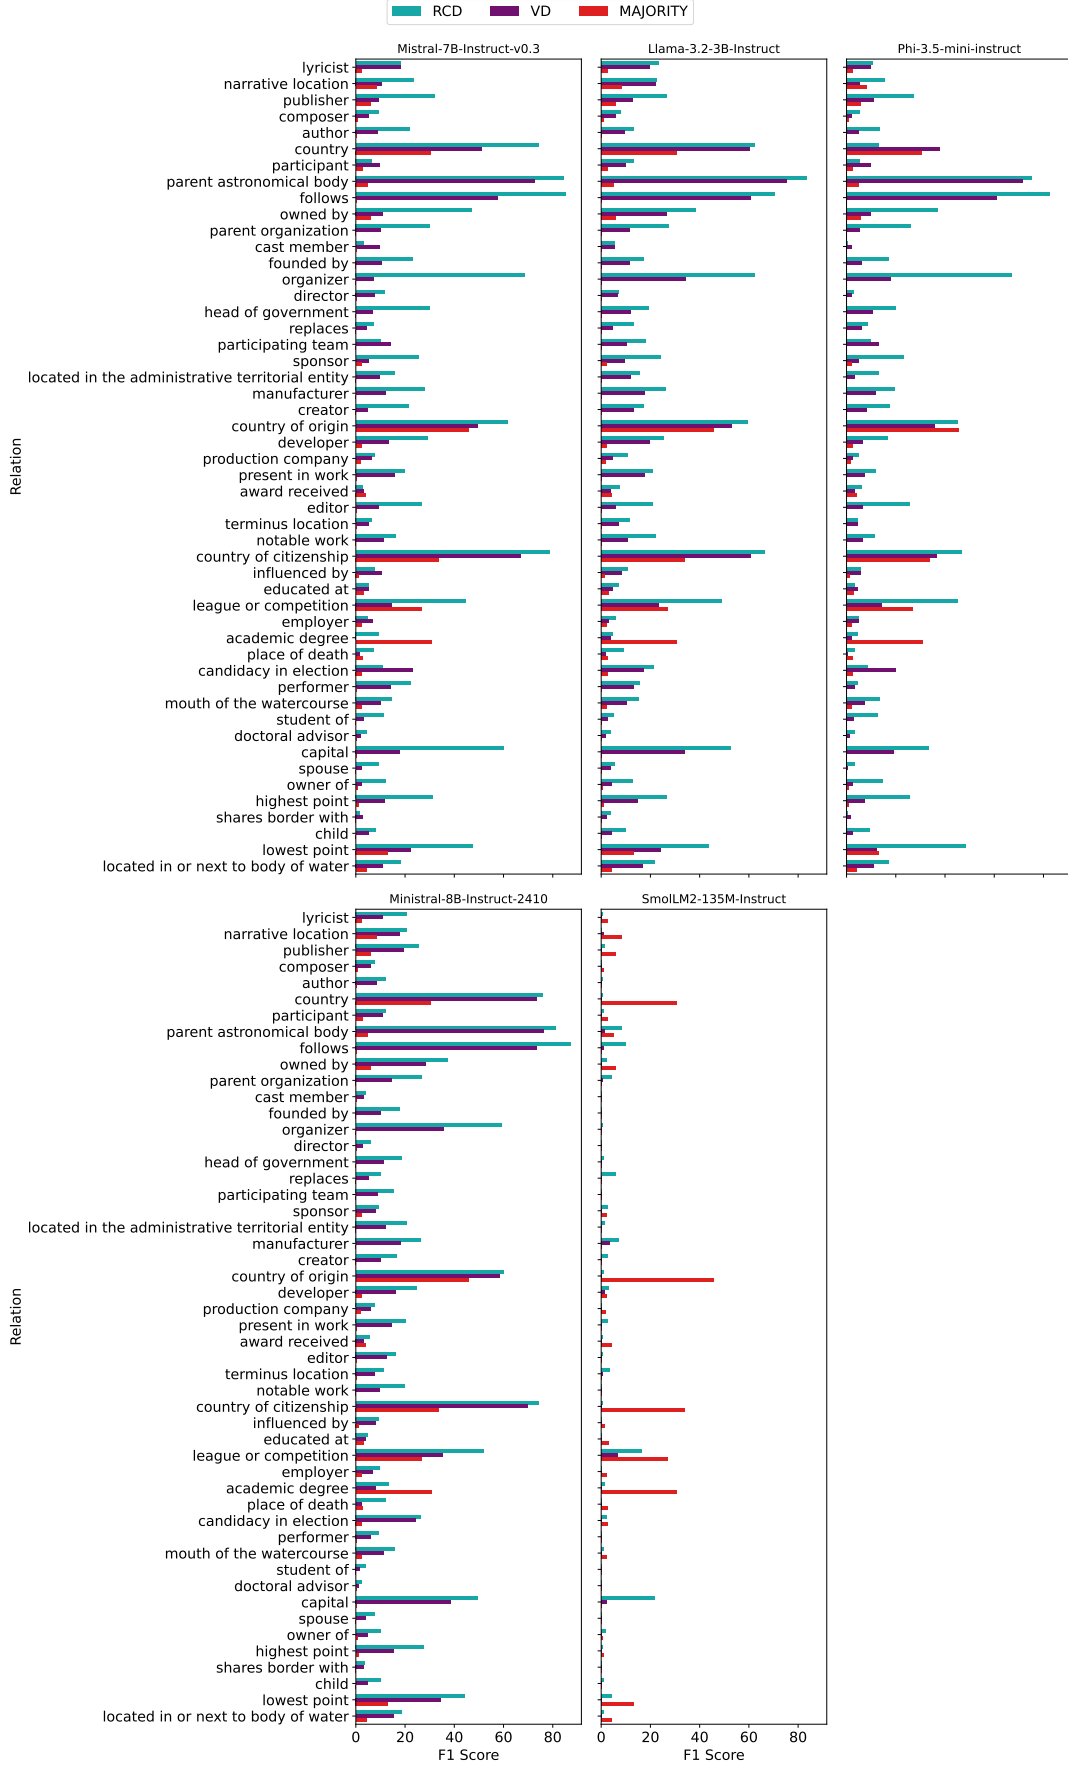 RCD VD MAJORITY
Mistral-7B-Instruct-v0.3 Llama-3.2-3B-Instruct Phi-3.5-mini-instruct
lyricist
narrative location
publisher
composer
author
country
participant
parent astronomical body
follows
owned by
parent organization
cast member
founded by
organizer
director
head of government
replaces
participating team
sponsor
located in the administrative territorial entity
manufacturer
creator
country of origin
developer
production company
present in work
award received
editor
terminus location
notable work
country of citizenship
influenced by
educated at
league or competition
employer
academic degree
place of death
candidacy in election
performer
mouth of the watercourse
student of
doctoral advisor
capital
spouse
owner of
highest point
shares border with
child
lowest point
located in or next to body of water
Relation
Ministral-8B-Instruct-2410 SmolLM2-135M-Instruct
lyricist
narrative location
publisher
composer
author
country
participant
parent astronomical body
follows
owned by
parent organization
cast member
founded by
organizer
director
head of government
replaces
participating team
sponsor
located in the administrative territorial entity
manufacturer
creator
country of origin
developer
production company
present in work
award received
editor
terminus location
notable work
country of citizenship
influenced by
educated at
league or competition
employer
academic degree
place of death
candidacy in election
performer
mouth of the watercourse
student of
doctoral advisor
capital
spouse
owner of
highest point
shares border with
child
lowest point
located in or next to body of water
Relation
0 20 40 60 80 0 20 40 60 80
F1 Score F1 Score